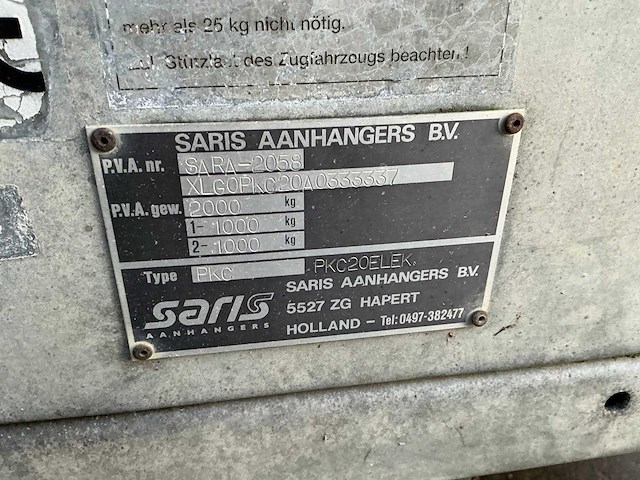 mehr als 25 kg nicht nötig.
Stützlast des Zugfahrzeugs beachten!
SARIS AANHANGERS B.V.
P.V.A. nr. SARA-2058
XLG0PKC20A0333337
P.V.A. gew. 2000 kg
1- 1000 kg
2- 1000 kg
Type PKC PKC20ELEK.
saris
AANHANGERS
SARIS AANHANGERS B.V.
5527 ZG HAPERT
HOLLAND - Tel: 0497-382477